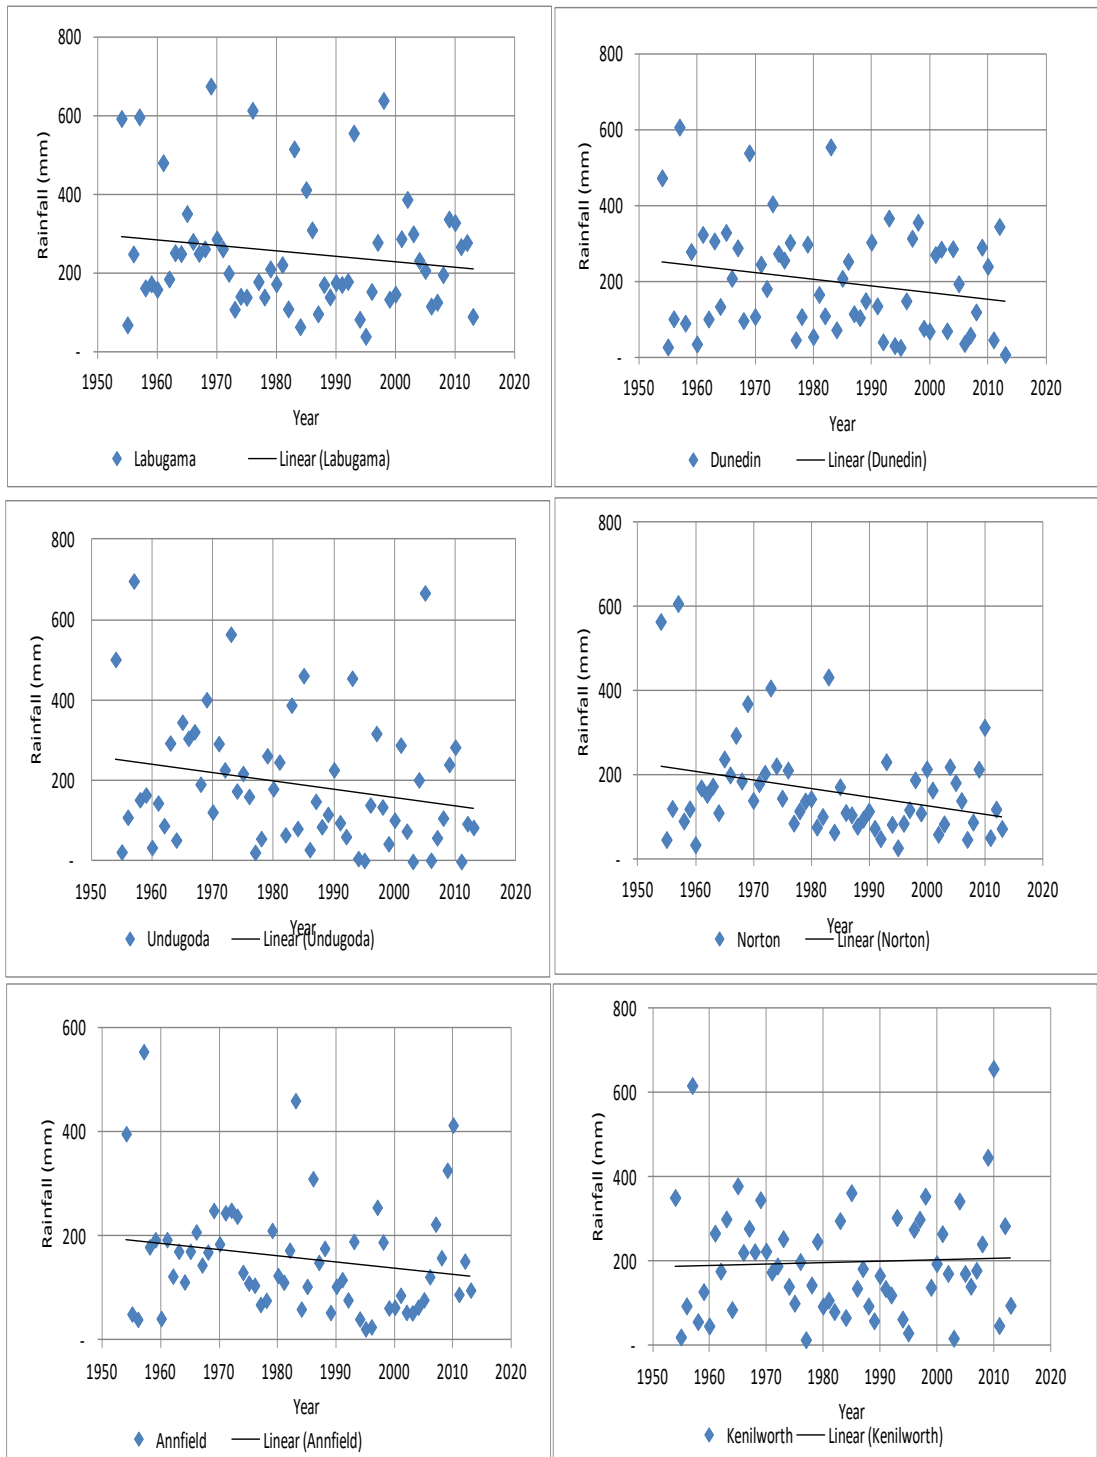 800
600
400
200
-
Rainfall (mm)
1950 1960 1970 1980 1990 2000 2010 2020
Year
Labugama Linear (Labugama)
800
600
400
200
-
Rainfall (mm)
1950 1960 1970 1980 1990 2000 2010 2020
Year
Dunedin Linear (Dunedin)
800
600
400
200
-
Rainfall (mm)
1950 1960 1970 1980 1990 2000 2010 2020
Year
Undugoda Linear (Undugoda)
800
600
400
200
-
Rainfall (mm)
1950 1960 1970 1980 1990 2000 2010 2020
Year
Norton Linear (Norton)
600
400
200
-
Rainfall (mm)
1950 1960 1970 1980 1990 2000 2010 2020
Year
Annfield Linear (Annfield)
800
600
400
200
-
Rainfall (mm)
1950 1960 1970 1980 1990 2000 2010 2020
Year
Kenilworth Linear (Kenilworth)